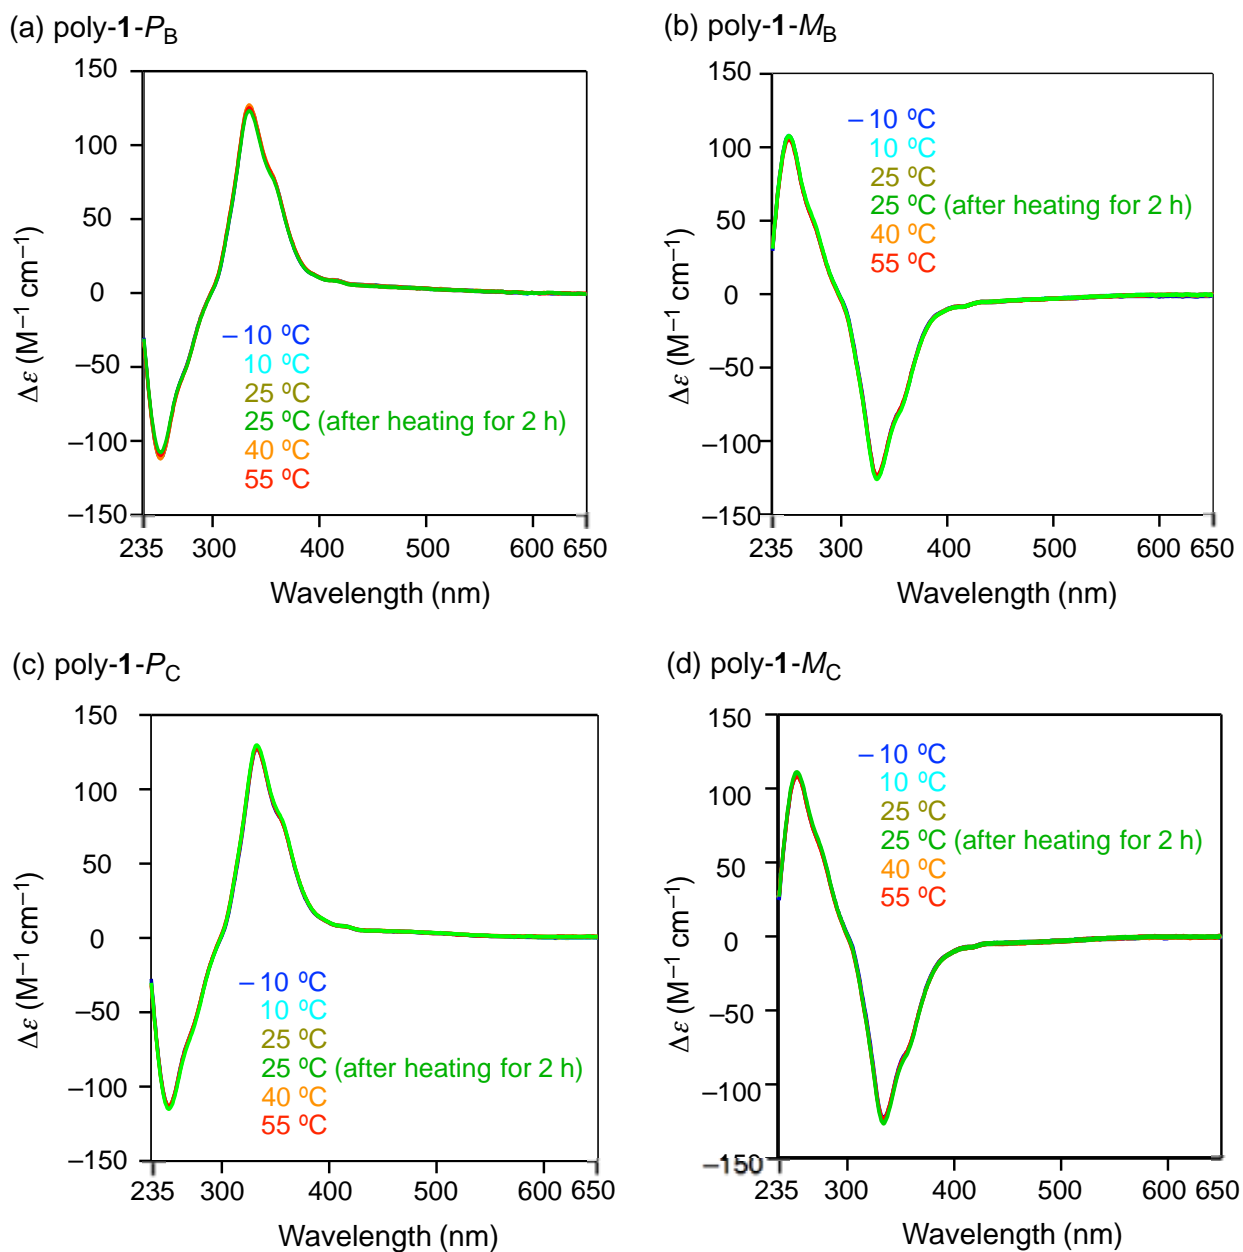 (a) poly-1-P_B
150
100
50
0
–50
–100
–150
Δε (M⁻¹ cm⁻¹)
– 10 ºC
10 ºC
25 ºC
25 ºC (after heating for 2 h)
40 ºC
55 ºC
235 300 400 500 600 650
Wavelength (nm)
(b) poly-1-M_B
150
100
50
0
–50
–100
–150
Δε (M⁻¹ cm⁻¹)
– 10 ºC
10 ºC
25 ºC
25 ºC (after heating for 2 h)
40 ºC
55 ºC
235 300 400 500 600 650
Wavelength (nm)
(c) poly-1-P_C
150
100
50
0
–50
–100
–150
Δε (M⁻¹ cm⁻¹)
– 10 ºC
10 ºC
25 ºC
25 ºC (after heating for 2 h)
40 ºC
55 ºC
235 300 400 500 600 650
Wavelength (nm)
(d) poly-1-M_C
150
100
50
0
–50
–100
–150
Δε (M⁻¹ cm⁻¹)
– 10 ºC
10 ºC
25 ºC
25 ºC (after heating for 2 h)
40 ºC
55 ºC
235 300 400 500 600 650
Wavelength (nm)